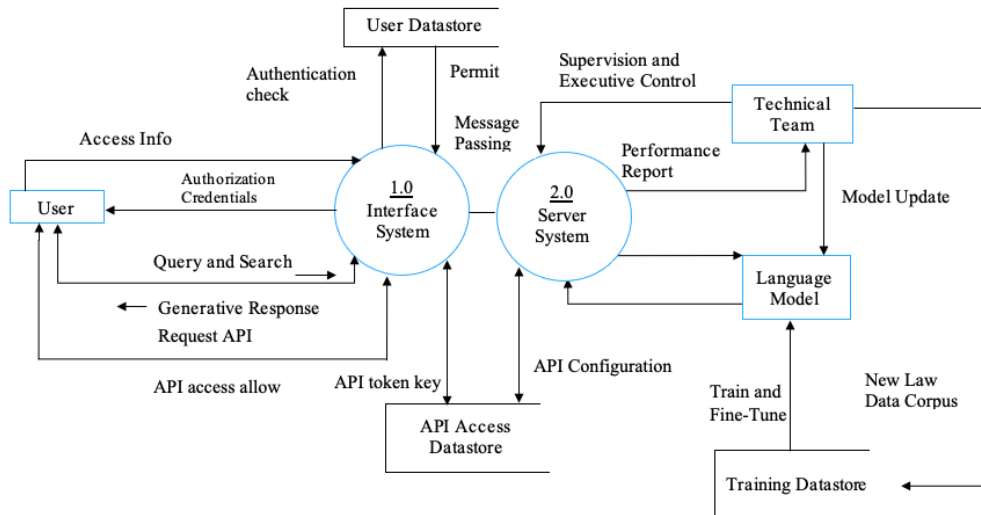 User Datastore
Authentication
check
Permit
Supervision and
Executive Control
Technical
Team
Access Info
Message
Passing
Performance
Report
Authorization
Credentials
1.0
Interface
System
2.0
Server
System
User
Model Update
Query and Search
Language
Model
Generative Response
Request API
API access allow
API token key
API Configuration
Train and
Fine-Tune
New Law
Data Corpus
API Access
Datastore
Training Datastore